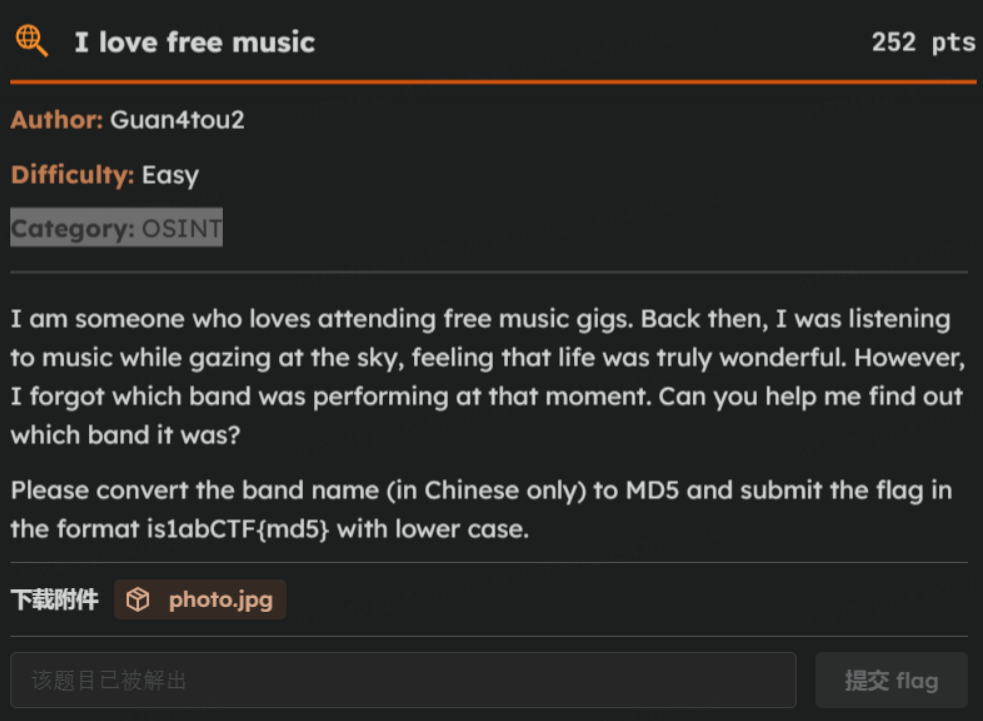 I love free music
252 pts
Author: Guan4tou2
Difficulty: Easy
Category: OSINT
I am someone who loves attending free music gigs. Back then, I was listening
to music while gazing at the sky, feeling that life was truly wonderful. However,
I forgot which band was performing at that moment. Can you help me find out
which band it was?
Please convert the band name (in Chinese only) to MD5 and submit the flag in
the format is1abCTF{md5} with lower case.
下载附件 photo.jpg
该题目已被解出
提交 flag